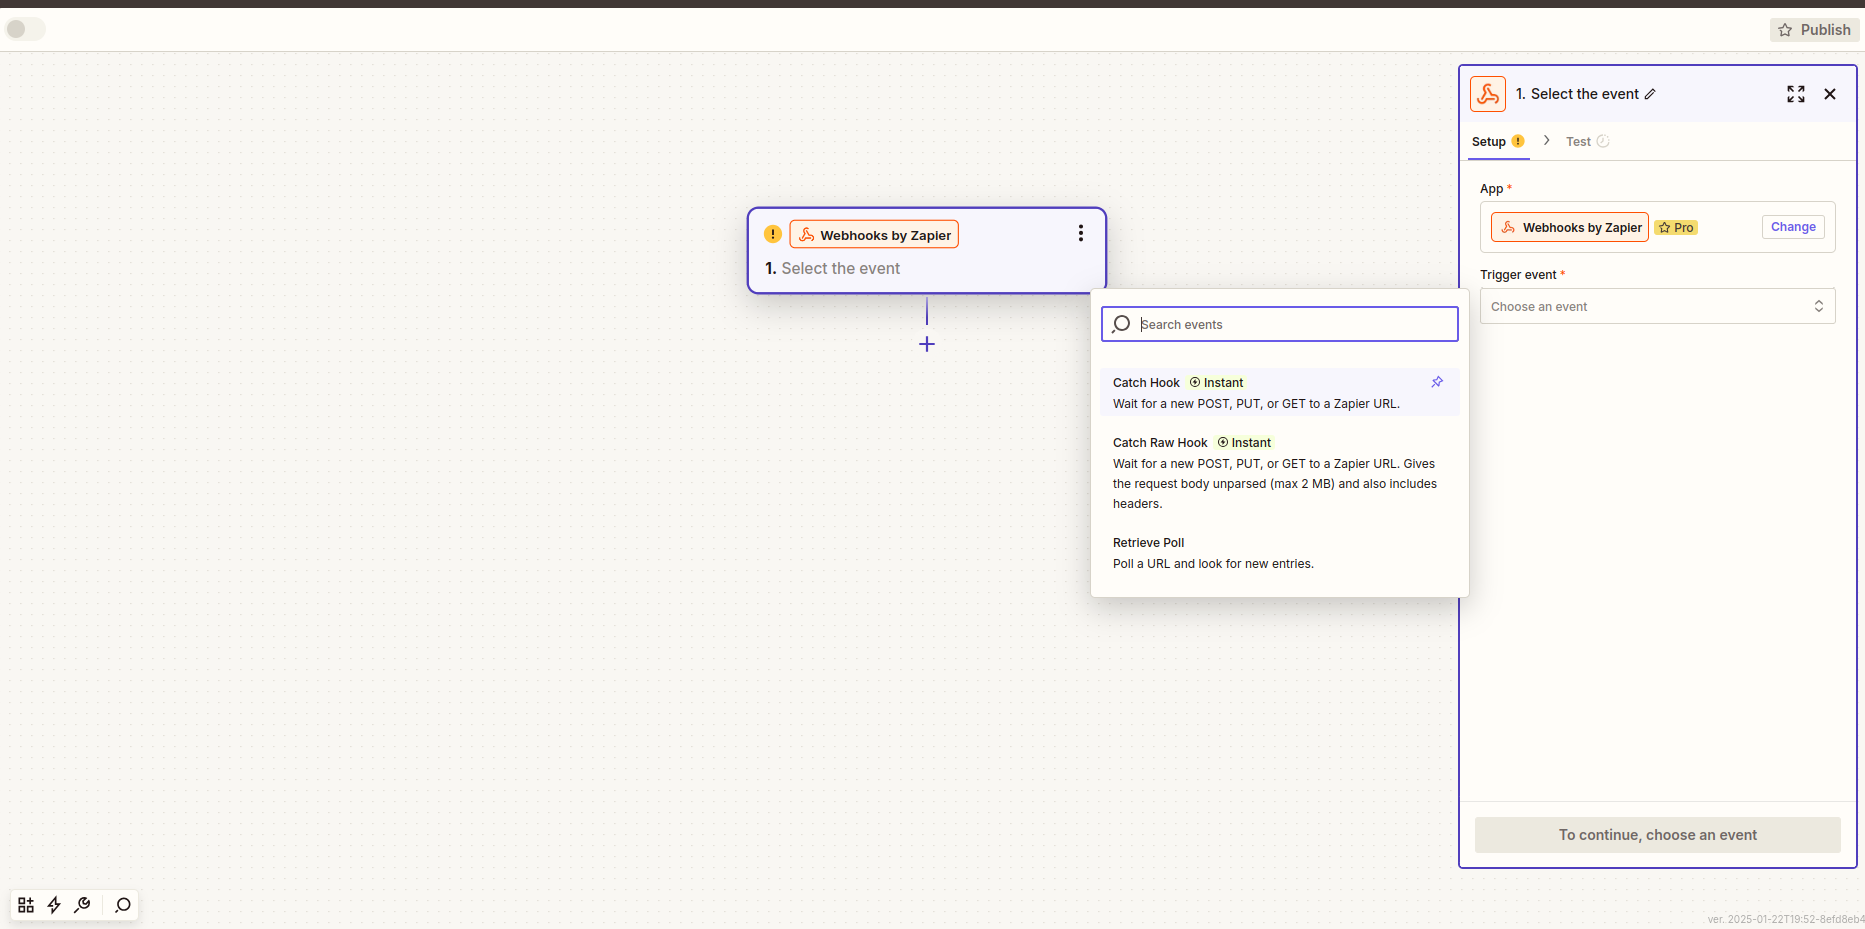 Publish
1. Select the event
Setup
Test
App *
Webhooks by Zapier
Pro
Change
Trigger event *
Choose an event
Webhooks by Zapier
1. Select the event
Search events
Catch Hook Instant
Wait for a new POST, PUT, or GET to a Zapier URL.
Catch Raw Hook Instant
Wait for a new POST, PUT, or GET to a Zapier URL. Gives
the request body unparsed (max 2 MB) and also includes
headers.
Retrieve Poll
Poll a URL and look for new entries.
To continue, choose an event
ver. 2025-01-22T19:52-8efd8eb4